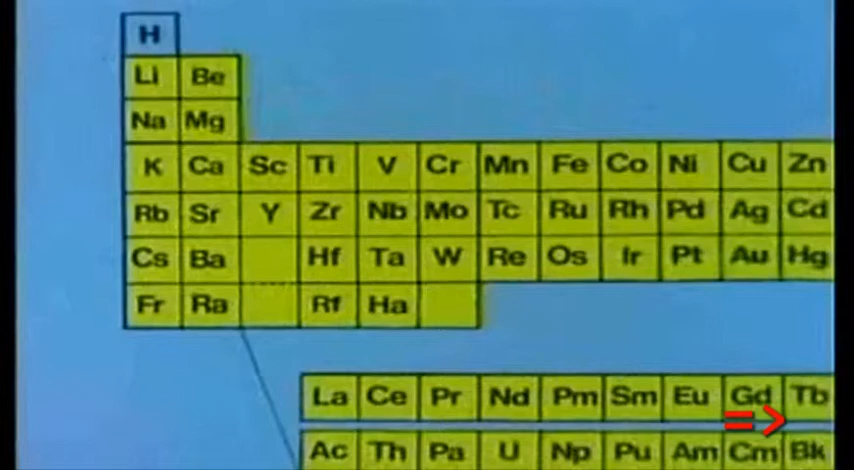 H
Li Be
Na Mg
K Ca Sc Ti V Cr Mn Fe Co Ni Cu Zn
Rb Sr Y Zr Nb Mo Tc Ru Rh Pd Ag Cd
Cs Ba Hf Ta W Re Os Ir Pt Au Hg
Fr Ra Rf Ha
La Ce Pr Nd Pm Sm Eu Gd Tb
=>
Ac Th Pa U Np Pu Am Cm Bk